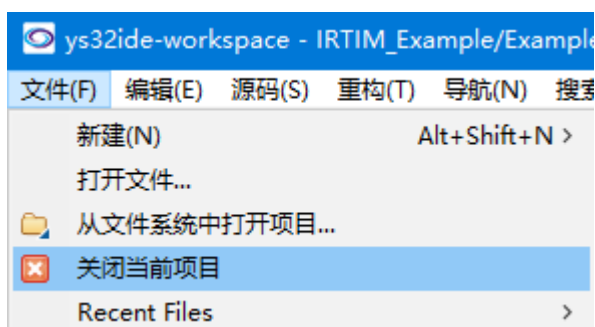 ys32ide-workspace - IRTIM_Example/Example
文件(F) 编辑(E) 源码(S) 重构(T) 导航(N) 搜索
新建(N) Alt+Shift+N >
打开文件...
从文件系统中打开项目...
关闭当前项目
Recent Files >